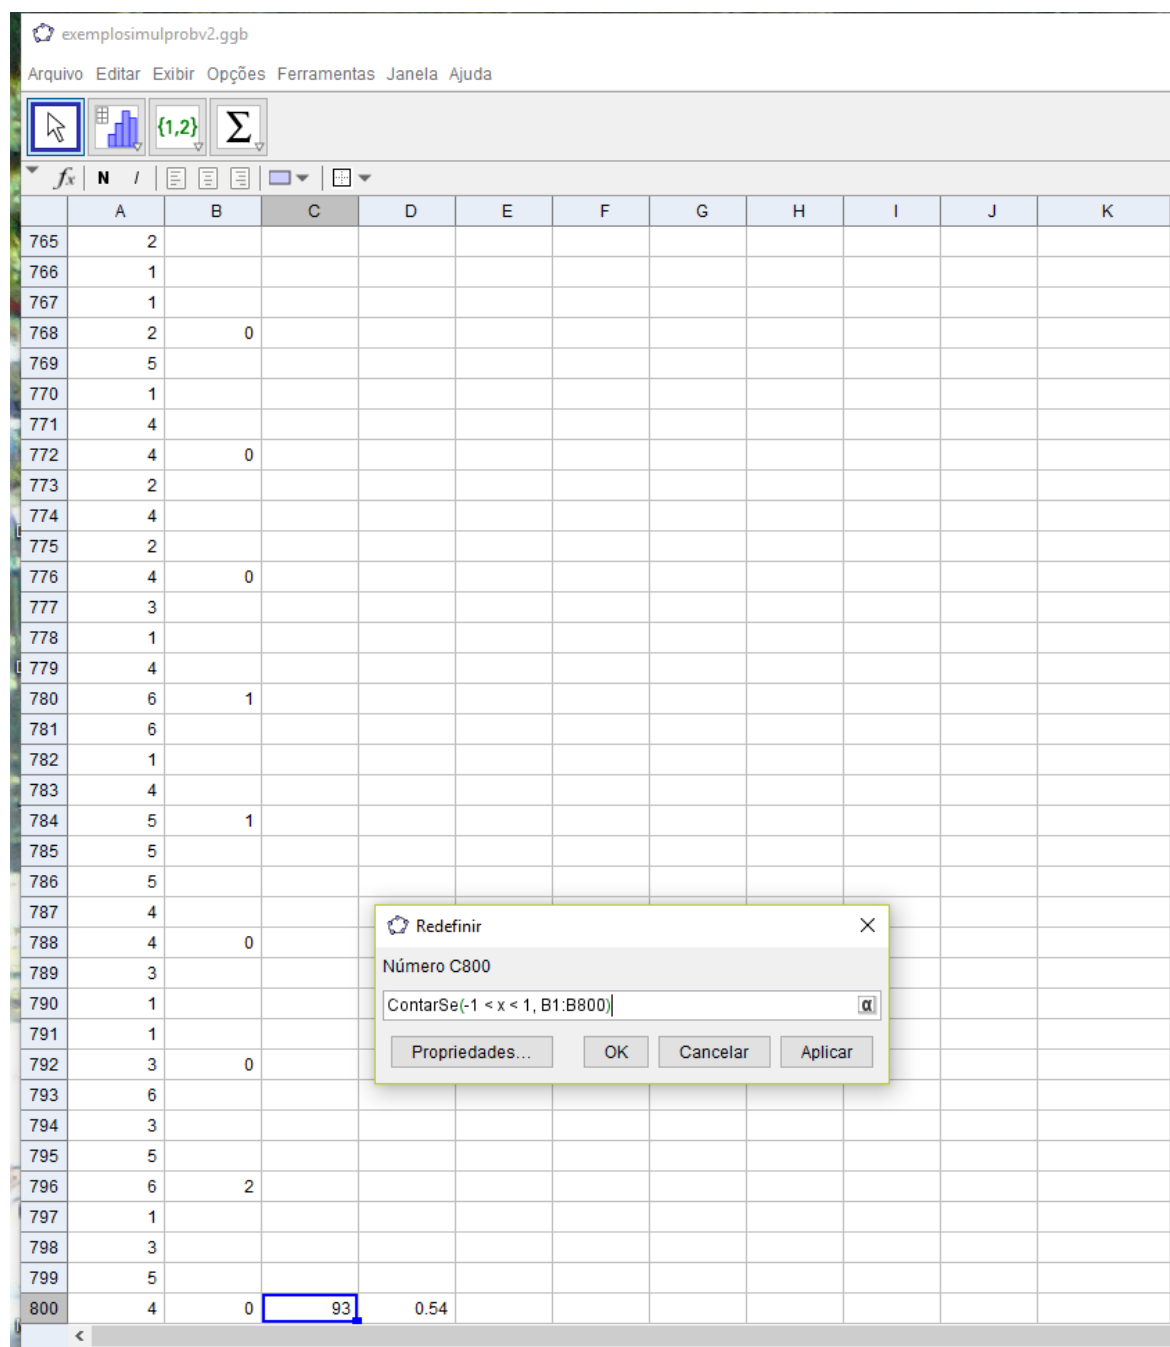 exemplosimulprobv2.ggb
Arquivo Editar Exibir Opções Ferramentas Janela Ajuda
{1,2} Σ
fx N I
A B C D E F G H I J K
765 2
766 1
767 1
768 2 0
769 5
770 1
771 4
772 4 0
773 2
774 4
775 2
776 4 0
777 3
778 1
779 4
780 6 1
781 6
782 1
783 4
784 5 1
785 5
786 5
787 4
788 4 0
789 3
790 1
791 1
792 3 0
793 6
794 3
795 5
796 6 2
797 1
798 3
799 5
800 4 0 93 0.54
Redefinir
Número C800
ContarSe(-1 < x < 1, B1:B800)
α
Propriedades... OK Cancelar Aplicar